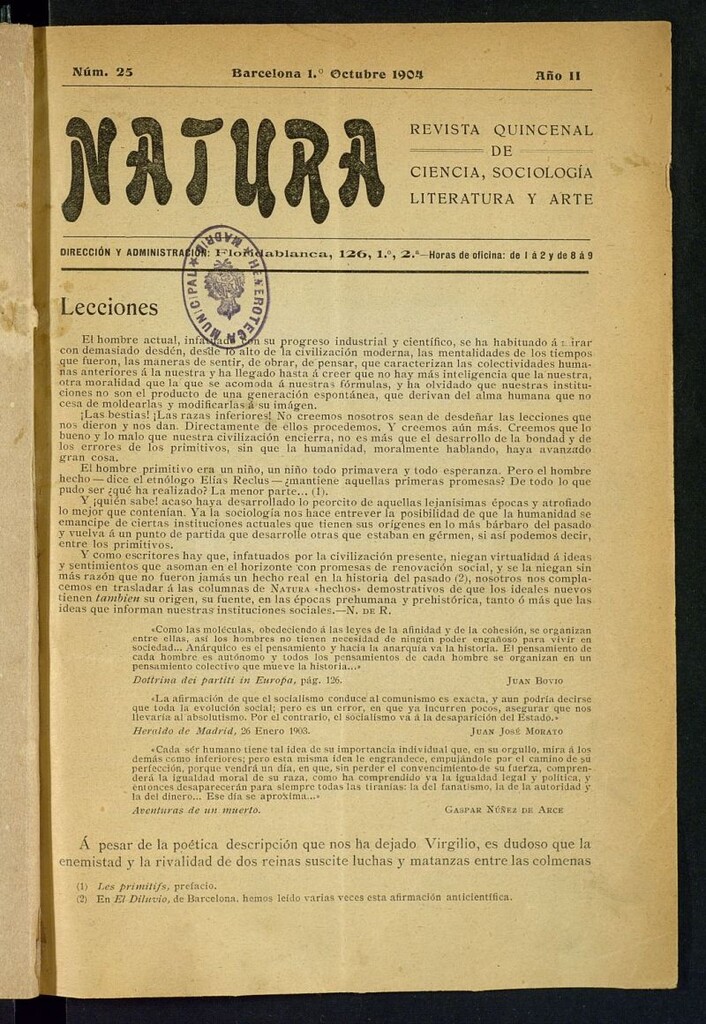 Núm. 25
Barcelona 1.º Octubre 1904
Año II
NATURA
REVISTA QUINCENAL
DE
CIENCIA, SOCIOLOGÍA
LITERATURA Y ARTE
DIRECCIÓN Y ADMINISTRACIÓN: Floridablanca, 126, 1.º, 2.ª—Horas de oficina: de 1 á 2 y de 8 á 9
HEMEROTECA MUNICIPAL ★ MADRID ★
Lecciones
El hombre actual, infatuado con su progreso industrial y científico, se ha habituado á mirar
con demasiado desdén, desde lo alto de la civilización moderna, las mentalidades de los tiempos
que fueron, las maneras de sentir, de obrar, de pensar, que caracterizan las colectividades huma-
nas anteriores á la nuestra y ha llegado hasta á creer que no hay más inteligencia que la nuestra,
otra moralidad que la que se acomoda á nuestras fórmulas, y ha olvidado que nuestras institu-
ciones no son el producto de una generación espontánea, que derivan del alma humana que no
cesa de moldearlas y modificarlas á su imágen.
¡Las bestias! ¡Las razas inferiores! No creemos nosotros sean de desdeñar las lecciones que
nos dieron y nos dan. Directamente de ellos procedemos. Y creemos aún más. Creemos que lo
bueno y lo malo que nuestra civilización encierra, no es más que el desarrollo de la bondad y de
los errores de los primitivos, sin que la humanidad, moralmente hablando, haya avanzado
gran cosa.
El hombre primitivo era un niño, un niño todo primavera y todo esperanza. Pero el hombre
hecho—dice el etnólogo Elías Reclus—¿mantiene aquellas primeras promesas? De todo lo que
pudo ser ¿qué ha realizado? La menor parte... (1).
Y ¡quién sabe! acaso haya desarrollado lo peorcito de aquellas lejanísimas épocas y atrofiado
lo mejor que contenían. Ya la sociología nos hace entrever la posibilidad de que la humanidad se
emancipe de ciertas instituciones actuales que tienen sus orígenes en lo más bárbaro del pasado
y vuelva á un punto de partida que desarrolle otras que estaban en gérmen, si así podemos decir,
entre los primitivos.
Y como escritores hay que, infatuados por la civilización presente, niegan virtualidad á ideas
y sentimientos que asoman en el horizonte con promesas de renovación social, y se la niegan sin
más razón que no fueron jamás un hecho real en la historia del pasado (2), nosotros nos compla-
cemos en trasladar á las columnas de NATURA «hechos» demostrativos de que los ideales nuevos
tienen tambien su origen, su fuente, en las épocas prehumana y prehistórica, tanto ó más que las
ideas que informan nuestras instituciones sociales.—N. DE R.
«Como las moléculas, obedeciendo á las leyes de la afinidad y de la cohesión, se organizan
entre ellas, así los hombres no tienen necesidad de ningún poder engañoso para vivir en
sociedad... Anárquico es el pensamiento y hacia la anarquía va la historia. El pensamiento de
cada hombre es autónomo y todos los pensamientos de cada hombre se organizan en un
pensamiento colectivo que mueve la historia...»
Dottrina dei partiti in Europa, pág. 126.
JUAN BOVIO
«La afirmación de que el socialismo conduce al comunismo es exacta, y aun podría decirse
que toda la evolución social; pero es un error, en que ya incurren pocos, asegurar que nos
llevaría al absolutismo. Por el contrario, el socialismo va á la desaparición del Estado.»
Heraldo de Madrid, 26 Enero 1903.
JUAN JOSÉ MORATO
«Cada sér humano tiene tal idea de su importancia individual que, en su orgullo, mira á los
demás como inferiores; pero esta misma idea le engrandece, empujándole por el camino de su
perfección, porque vendrá un día, en que, sin perder el convencimiento de su fuerza, compren-
derá la igualdad moral de su raza, como ha comprendido ya la igualdad legal y política, y
entonces desaparecerán para siempre todas las tiranías: la del fanatismo, la de la autoridad y
la del dinero... Ese día se aproxima...»
Aventuras de un muerto.
GASPAR NÚÑEZ DE ARCE
Á pesar de la poética descripción que nos ha dejado Virgilio, es dudoso que la
enemistad y la rivalidad de dos reinas suscite luchas y matanzas entre las colmenas
(1) Les primitifs, prefacio.
(2) En El Diluvio, de Barcelona, hemos leído varias veces esta afirmación anticientífica.